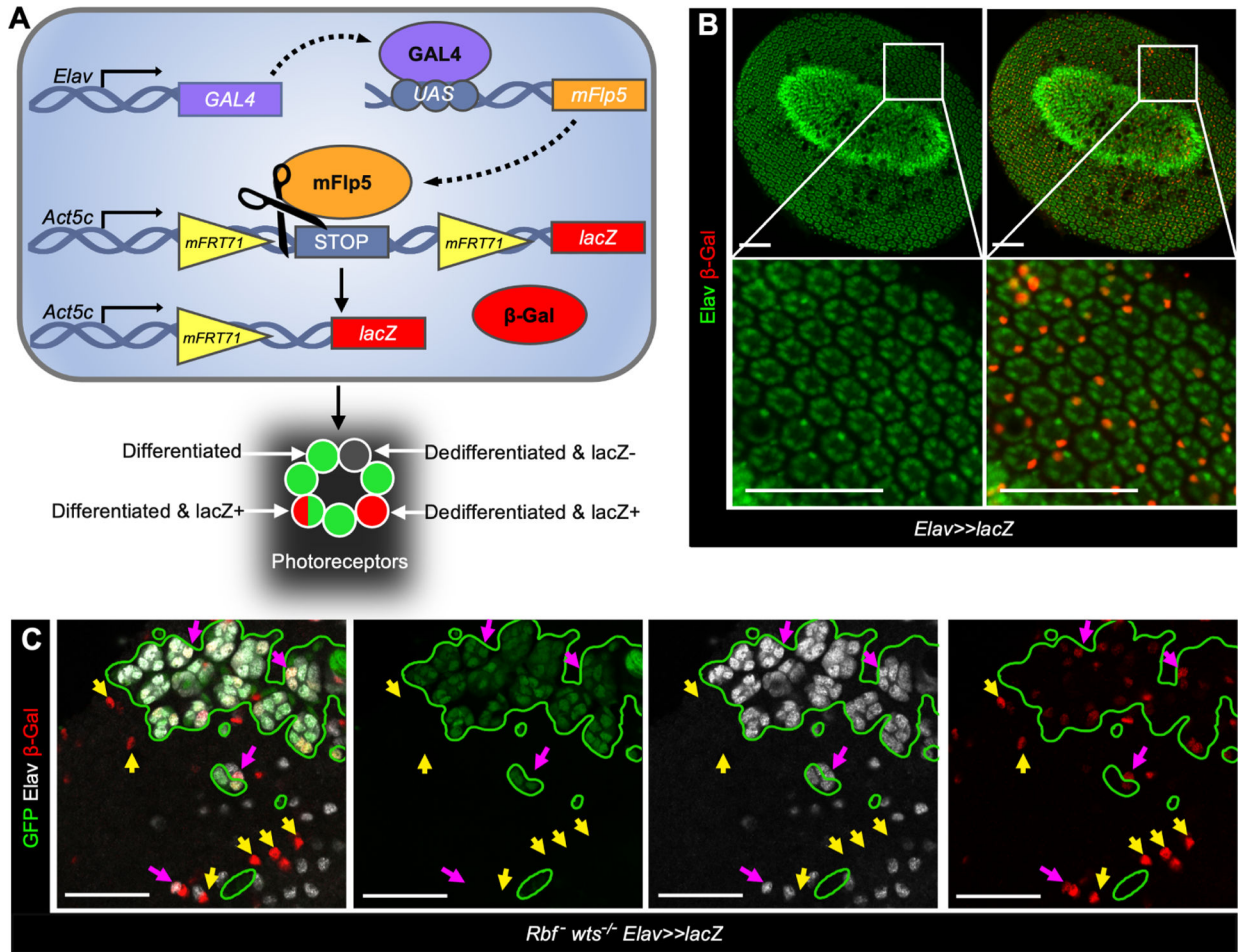 A
Elav
GAL4
GAL4
UAS
mFlp5
mFlp5
Act5c
mFRT71
STOP
mFRT71
lacZ
Act5c
mFRT71
lacZ
β-Gal
Differentiated
Dedifferentiated & lacZ-
Differentiated & lacZ+
Dedifferentiated & lacZ+
Photoreceptors
B
Elav β-Gal
Elav>>lacZ
C
GFP Elav β-Gal
Rbf- wts-/- Elav>>lacZ